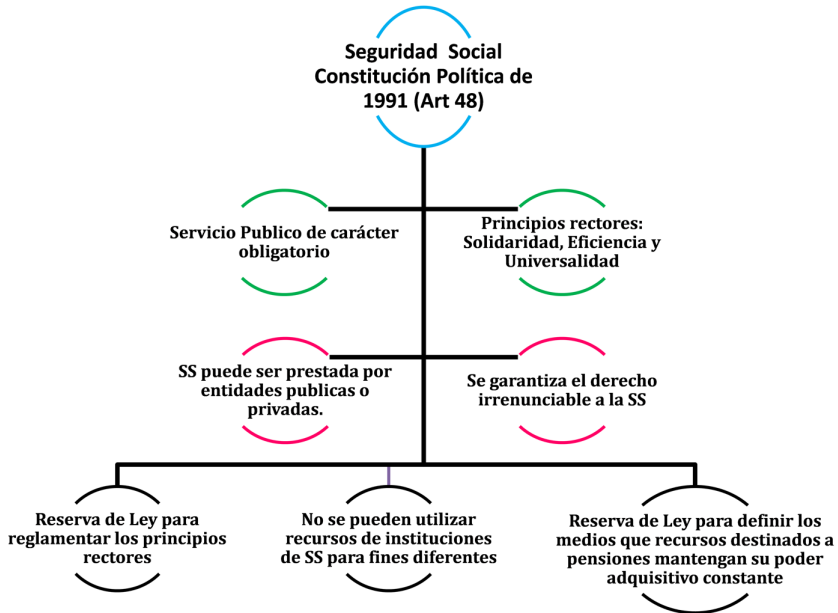 Seguridad Social
Constitución Política de
1991 (Art 48)
Servicio Publico de carácter
obligatorio
Principios rectores:
Solidaridad, Eficiencia y
Universalidad
SS puede ser prestada por
entidades publicas o
privadas.
Se garantiza el derecho
irrenunciable a la SS
Reserva de Ley para
reglamentar los principios
rectores
No se pueden utilizar
recursos de instituciones
de SS para fines diferentes
Reserva de Ley para definir los
medios que recursos destinados a
pensiones mantengan su poder
adquisitivo constante